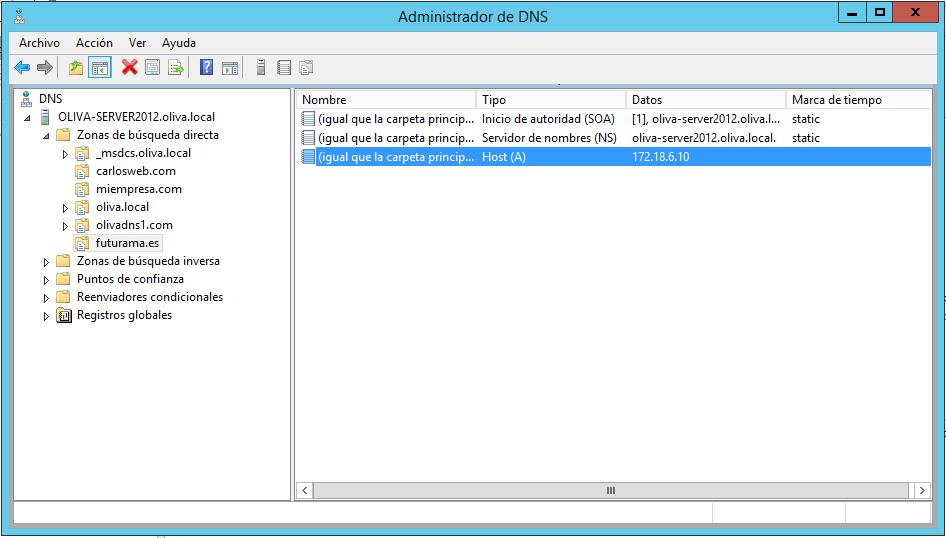 Administrador de DNS
Archivo Acción Ver Ayuda
DNS
OLIVA-SERVER2012.oliva.local
Zonas de búsqueda directa
_msdcs.oliva.local
carlosweb.com
miempresa.com
oliva.local
olivadns1.com
futurama.es
Zonas de búsqueda inversa
Puntos de confianza
Reenviadores condicionales
Registros globales
Nombre Tipo Datos Marca de tiempo
(igual que la carpeta princip... Inicio de autoridad (SOA) [1], oliva-server2012.oliva.l... static
(igual que la carpeta princip... Servidor de nombres (NS) oliva-server2012.oliva.local. static
(igual que la carpeta princip... Host (A) 172.18.6.10